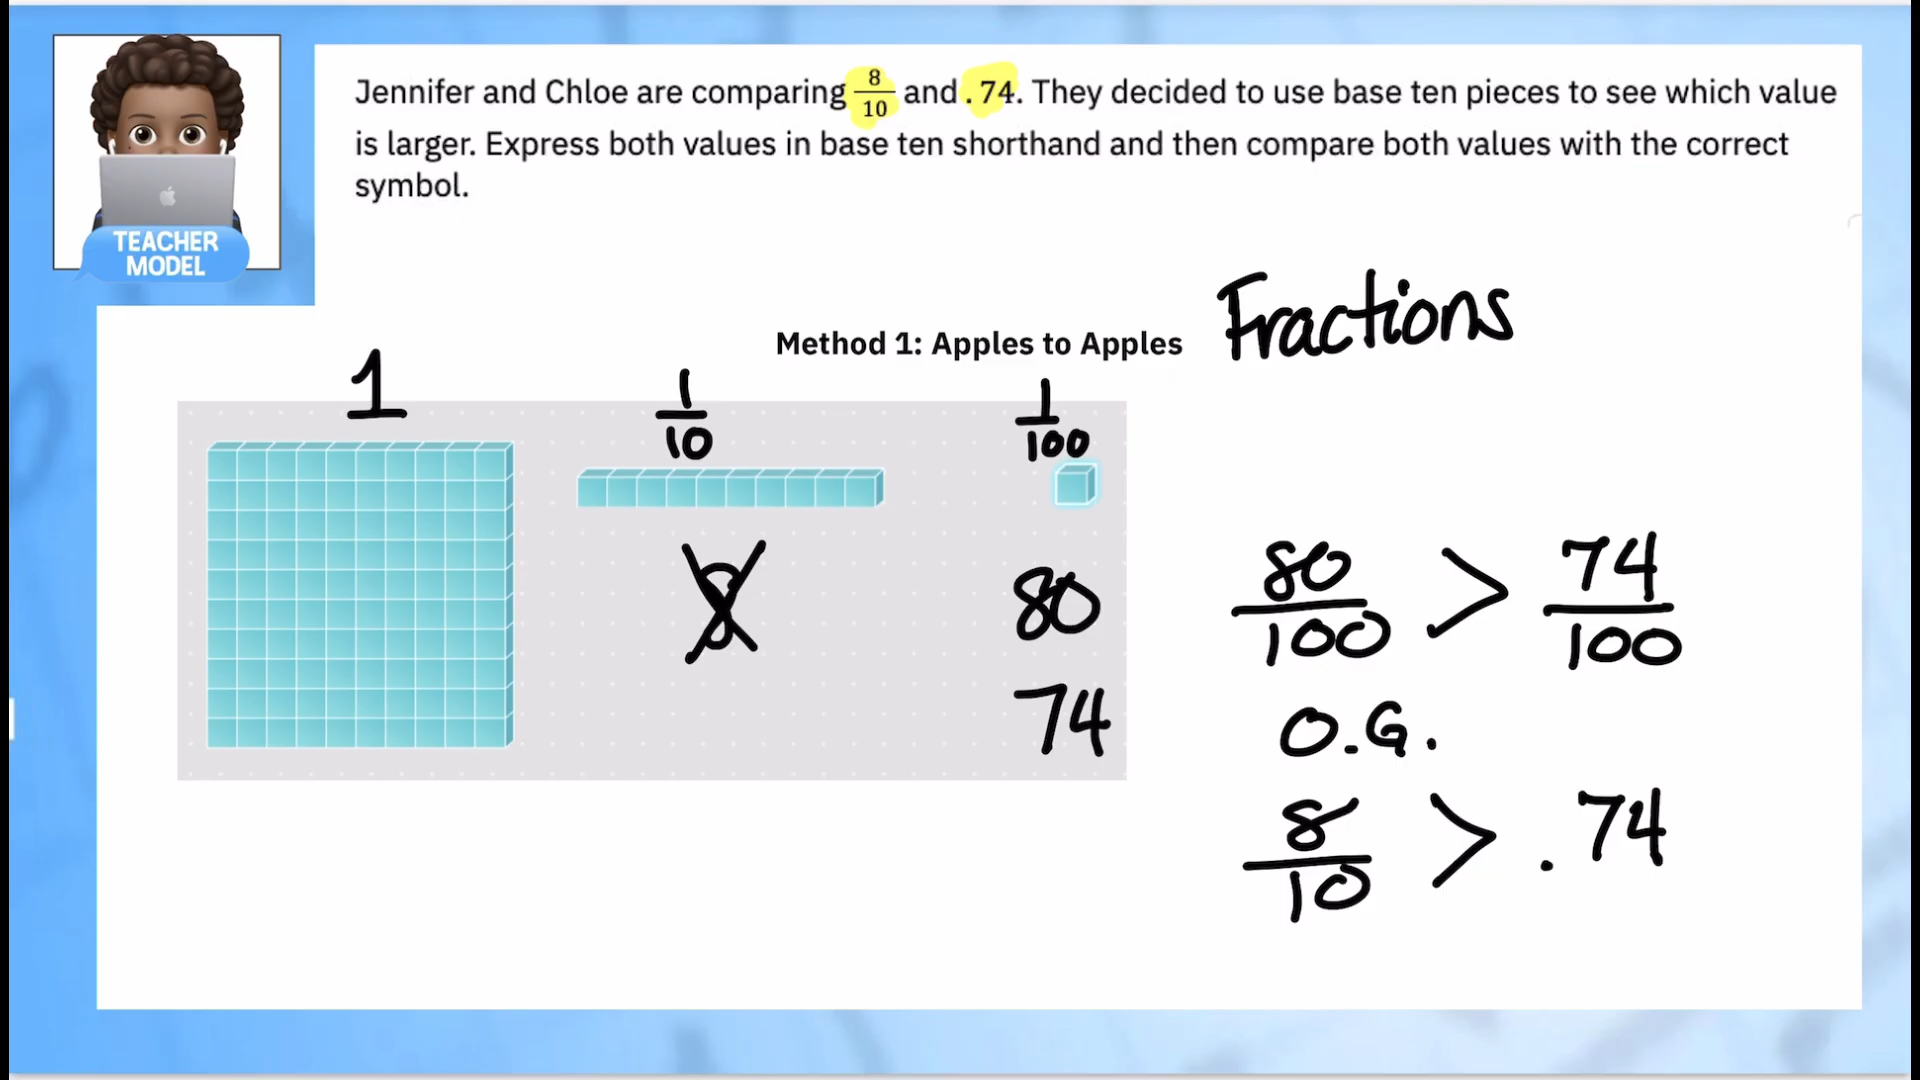 Jennifer and Chloe are comparing 8/10 and .74. They decided to use base ten pieces to see which value
is larger. Express both values in base ten shorthand and then compare both values with the correct
symbol.
TEACHER
MODEL
Method 1: Apples to Apples Fractions
1
1/10
1/100
8
80
74
80/100 > 74/100
O.G.
8/10 > .74